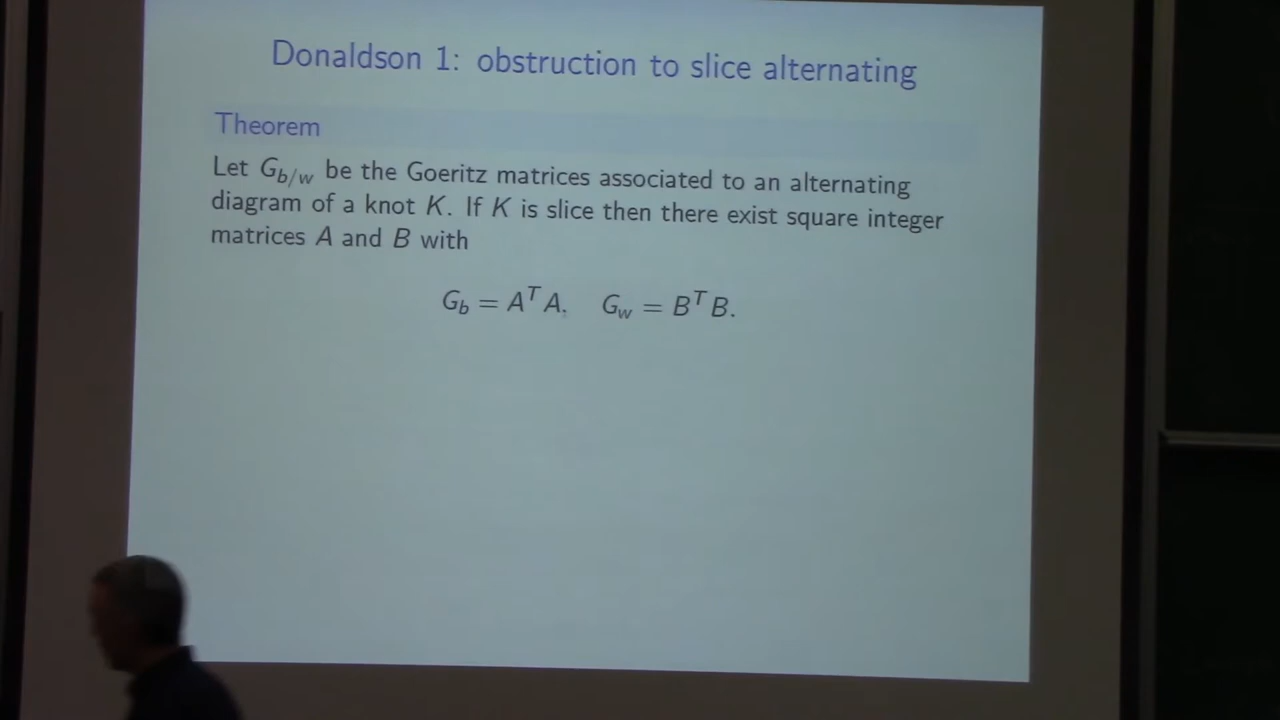 Donaldson 1: obstruction to slice alternating
Theorem
Let G_{b/w} be the Goeritz matrices associated to an alternating
diagram of a knot K. If K is slice then there exist square integer
matrices A and B with
G_b = A^T A. G_w = B^T B.